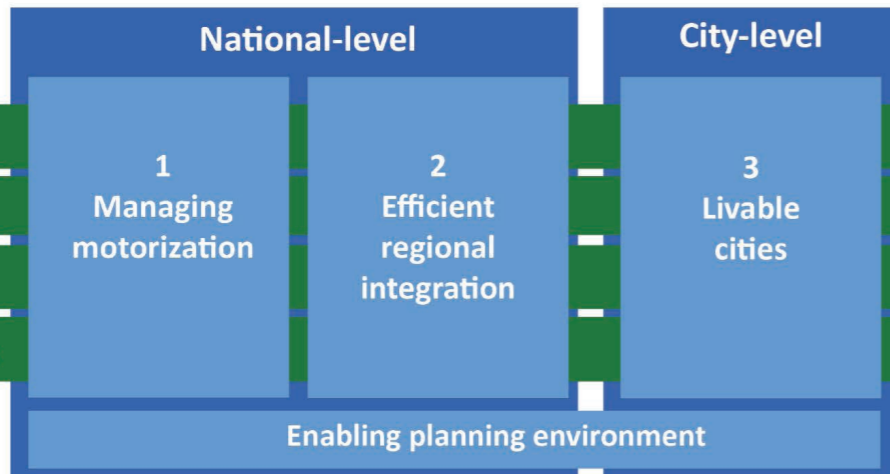 National-level
City-level
1
Managing
motorization
2
Efficient
regional
integration
3
Livable
cities
Enabling planning environment